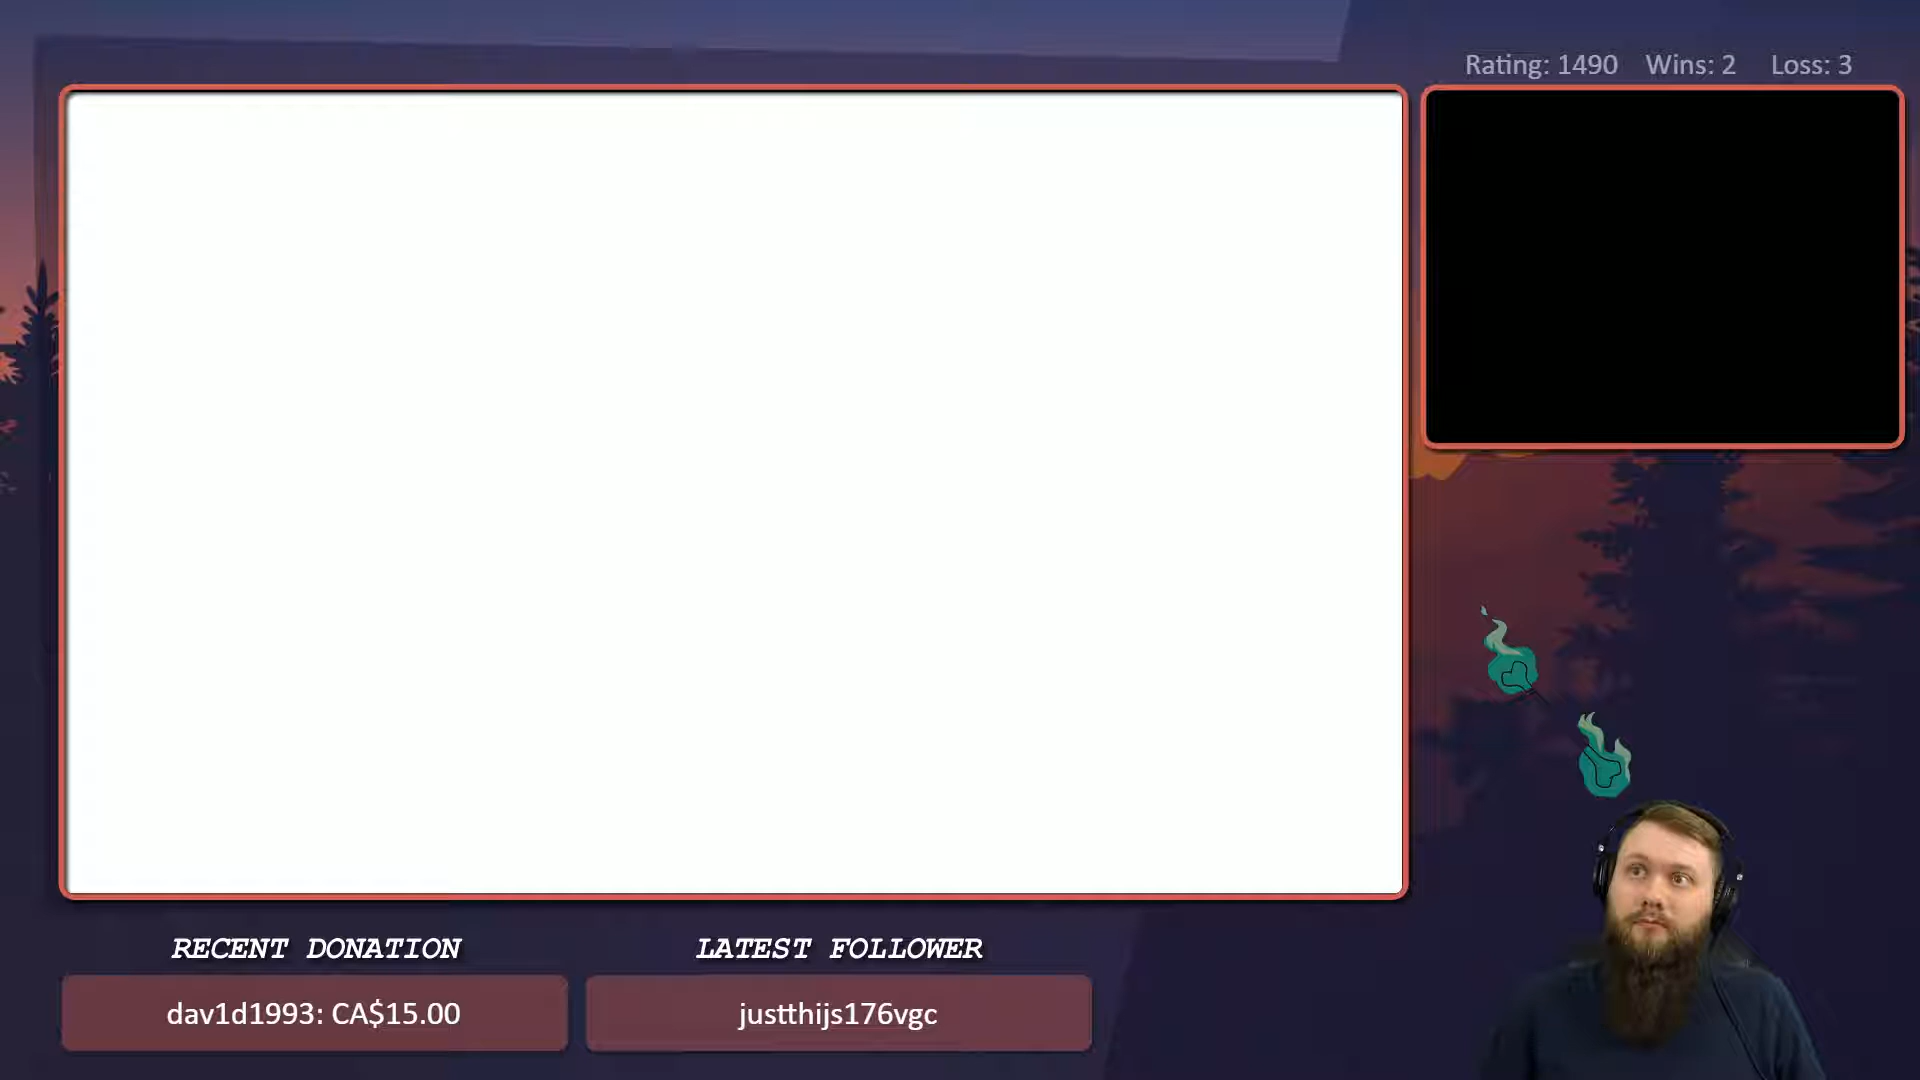 Rating: 1490 Wins: 2 Loss: 3
RECENT DONATION
dav1d1993: CA$15.00
LATEST FOLLOWER
justthijs176vgc